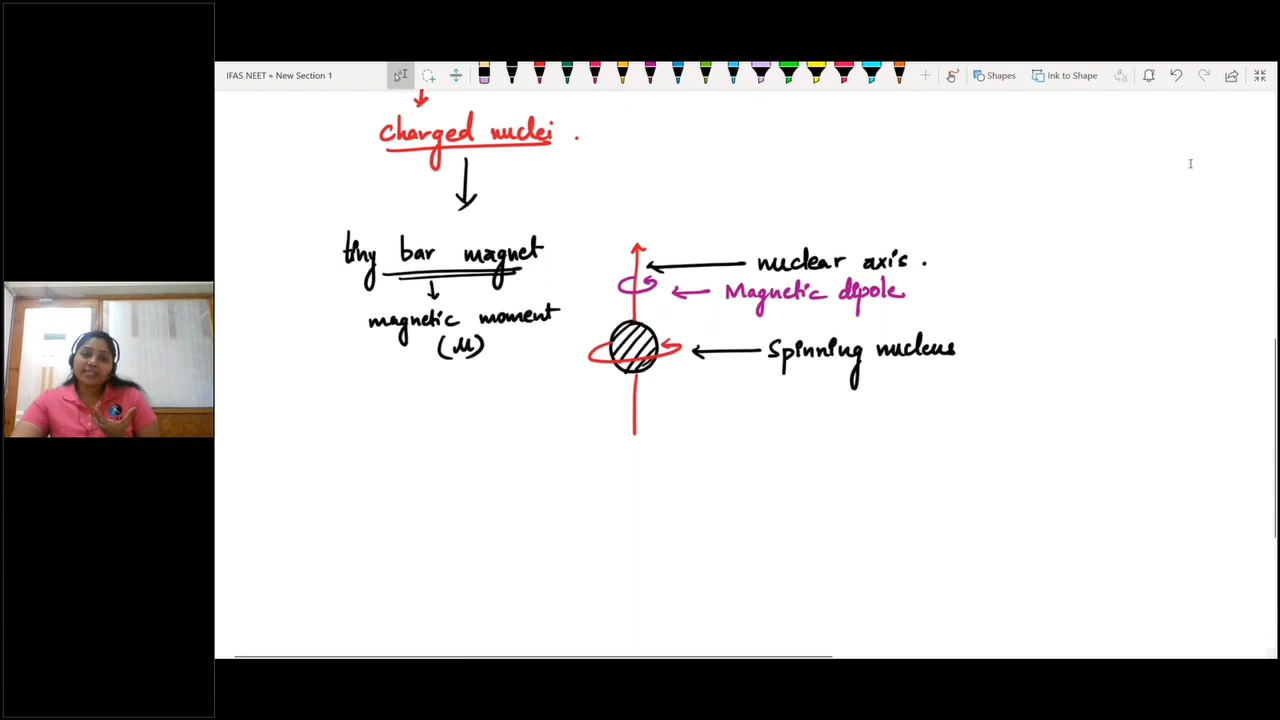 IFAS NEET » New Section 1
Shapes
Ink to Shape
charged nuclei .
tiny bar magnet
magnetic moment
(μ)
nuclear axis .
Magnetic dipole
Spinning nucleus